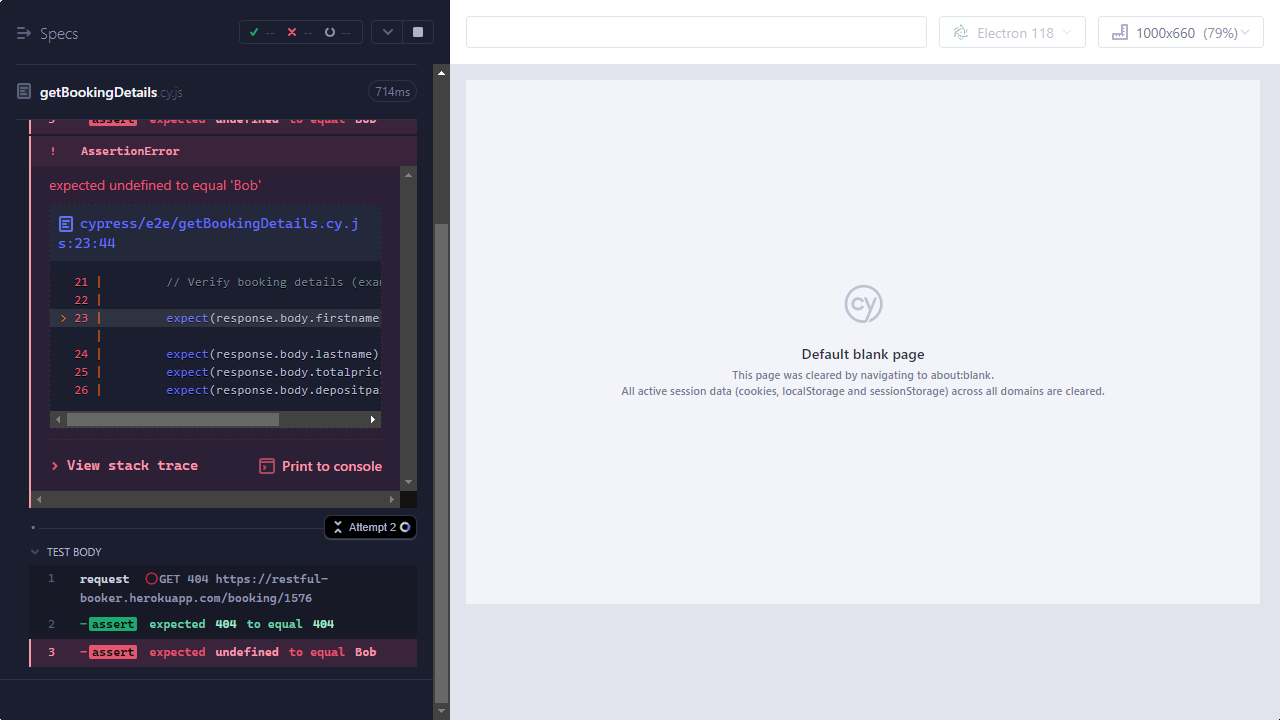 Specs
-- -- --
Electron 118
1000x660 (79%)
getBookingDetails.cy.js
714ms
3 -assert expected undefined to equal Bob
! AssertionError
expected undefined to equal 'Bob'
cypress/e2e/getBookingDetails.cy.j
s:23:44
21 | // Verify booking details (exa
22 |
> 23 | expect(response.body.firstname
|
24 | expect(response.body.lastname)
25 | expect(response.body.totalpric
26 | expect(response.body.depositpa
> View stack trace
Print to console
Attempt 2
TEST BODY
1 request GET 404 https://restful-
booker.herokuapp.com/booking/1576
2 -assert expected 404 to equal 404
3 -assert expected undefined to equal Bob
cy
Default blank page
This page was cleared by navigating to about:blank.
All active session data (cookies, localStorage and sessionStorage) across all domains are cleared.